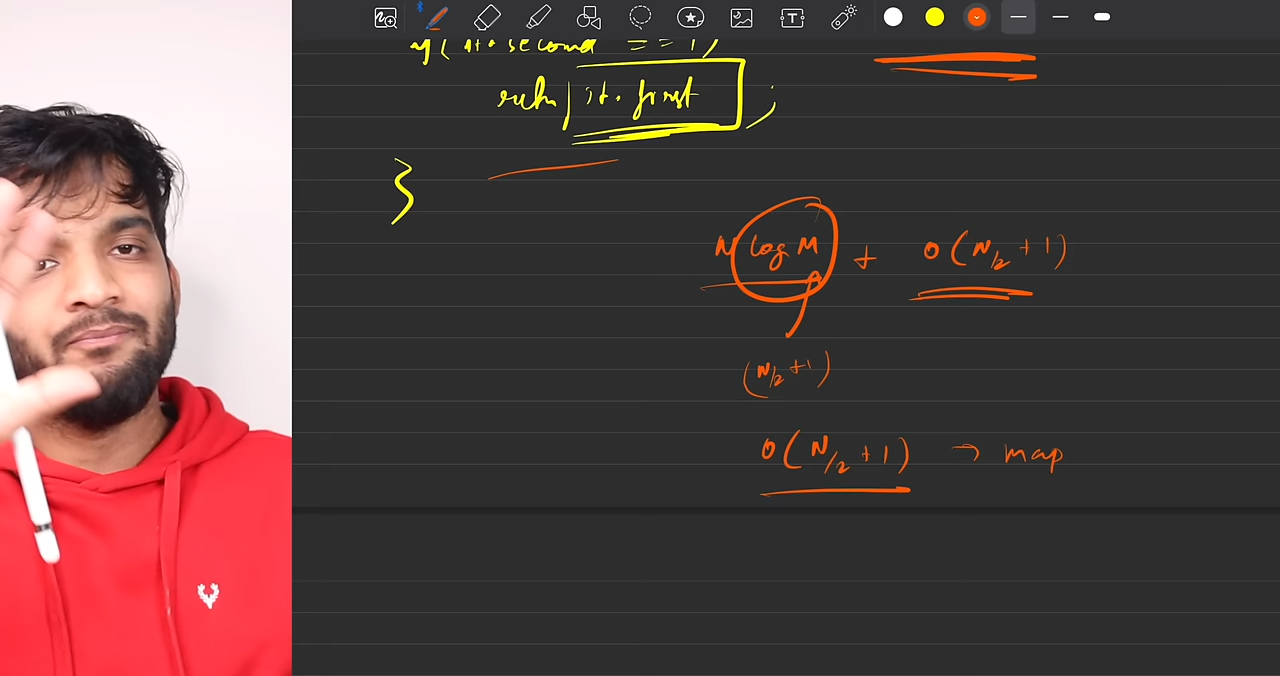 if( it.second == 1)
return it.first ;
}
N log M + O(N/2 + 1)
(N/2 + 1)
O(N/2 + 1) → map
T